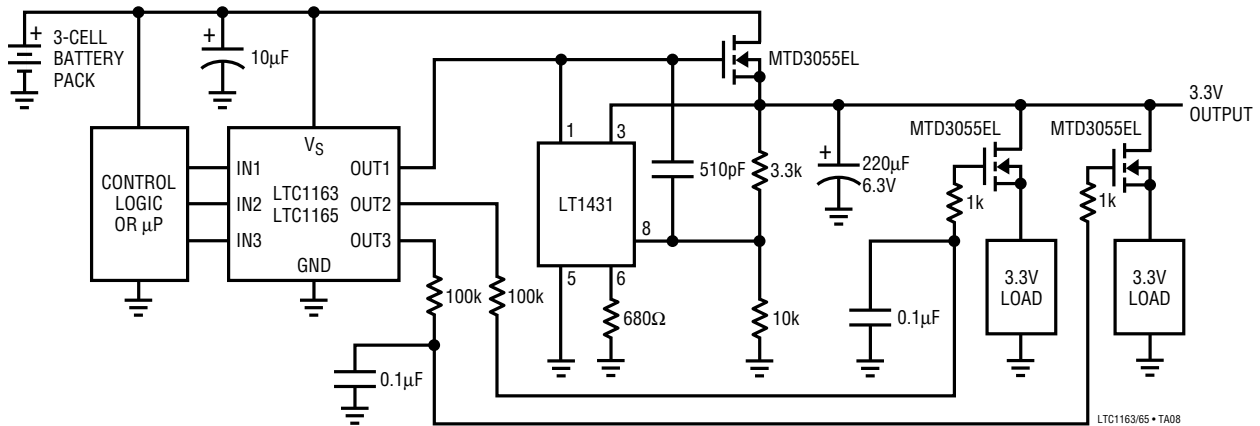 3-CELL
BATTERY
PACK
10µF
MTD3055EL
3.3V
OUTPUT
MTD3055EL
MTD3055EL
CONTROL
LOGIC
OR µP
VS
IN1
IN2
IN3
LTC1163
LTC1165
OUT1
OUT2
OUT3
GND
1
3
LT1431
8
5
6
510pF
3.3k
220µF
6.3V
1k
1k
100k
100k
680Ω
10k
0.1µF
0.1µF
3.3V
LOAD
3.3V
LOAD
LTC1163/65 • TA08